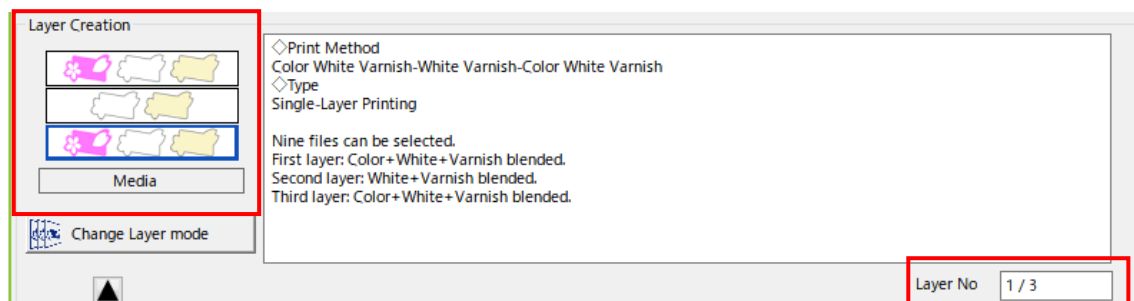 Layer Creation
Media
Change Layer mode
◇Print Method
Color White Varnish-White Varnish-Color White Varnish
◇Type
Single-Layer Printing
Nine files can be selected.
First layer: Color+White+Varnish blended.
Second layer: White+Varnish blended.
Third layer: Color+White+Varnish blended.
Layer No 1 / 3